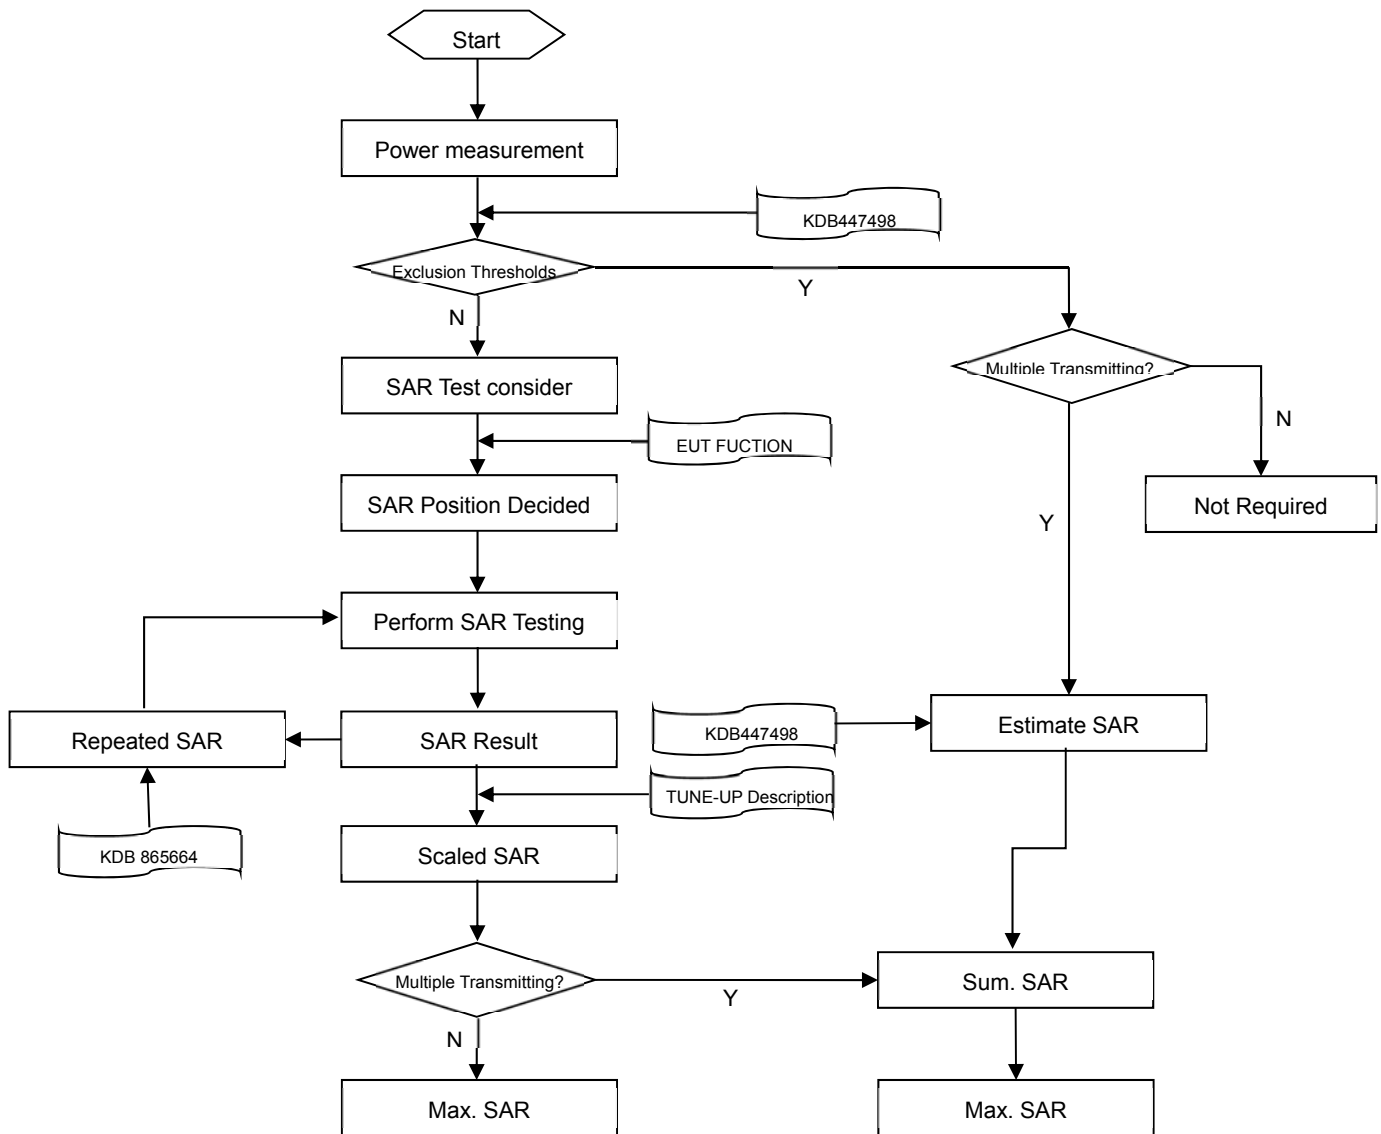 Start
Power measurement
KDB447498
Exclusion Thresholds
Y
N
Multiple Transmitting?
SAR Test consider
N
EUT FUCTION
SAR Position Decided
Not Required
Y
Perform SAR Testing
Repeated SAR
SAR Result
KDB447498
Estimate SAR
TUNE-UP Description
KDB 865664
Scaled SAR
Multiple Transmitting?
Y
Sum. SAR
N
Max. SAR
Max. SAR